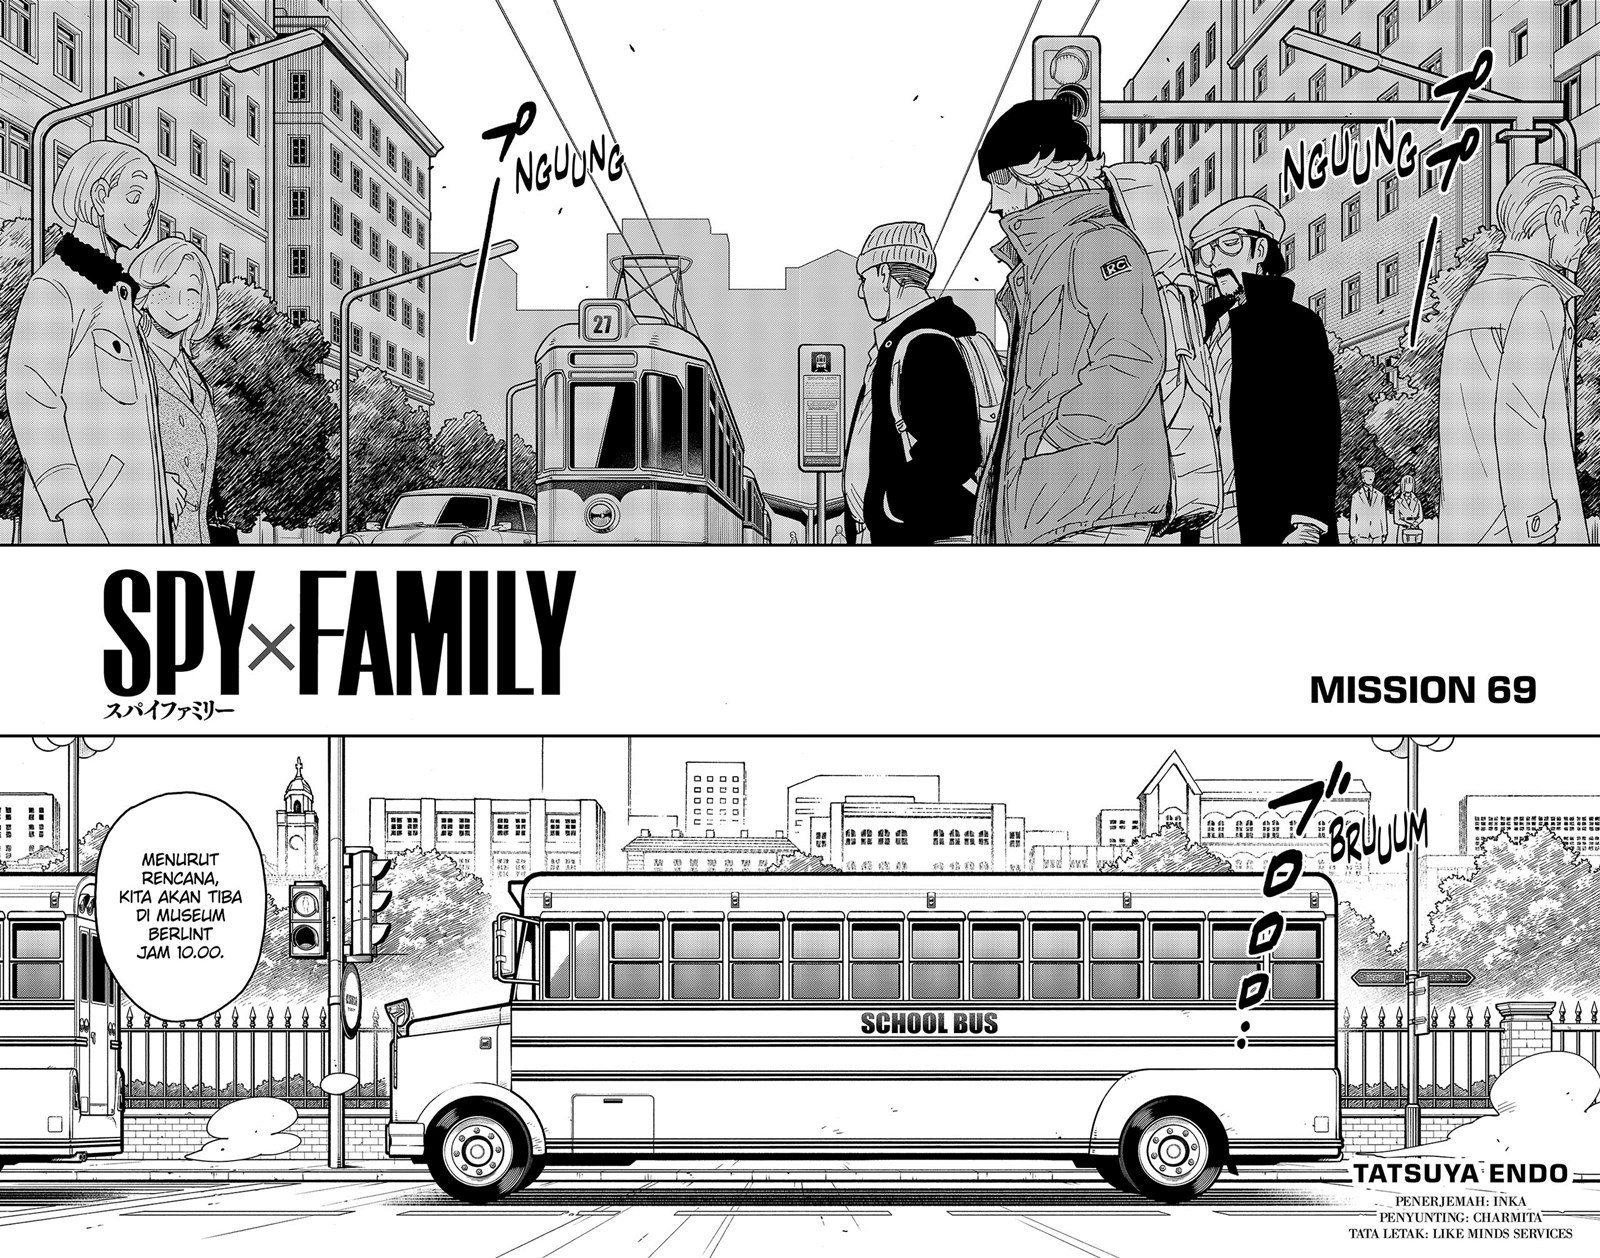 プ
NGUUNG
27
プ
プ
NGUUNG
RC
SPY×FAMILY
スパイファミリー
MISSION 69
MENURUT
RENCANA,
KITA AKAN TIBA
DI MUSEUM
BERLINT
JAM 10.00.
ブロロロ...
BRUUUM
SCHOOL BUS
TATSUYA ENDO
PENERJEMAH: INKA
PENYUNTING: CHARMITA
TATA LETAK: LIKE MINDS SERVICES